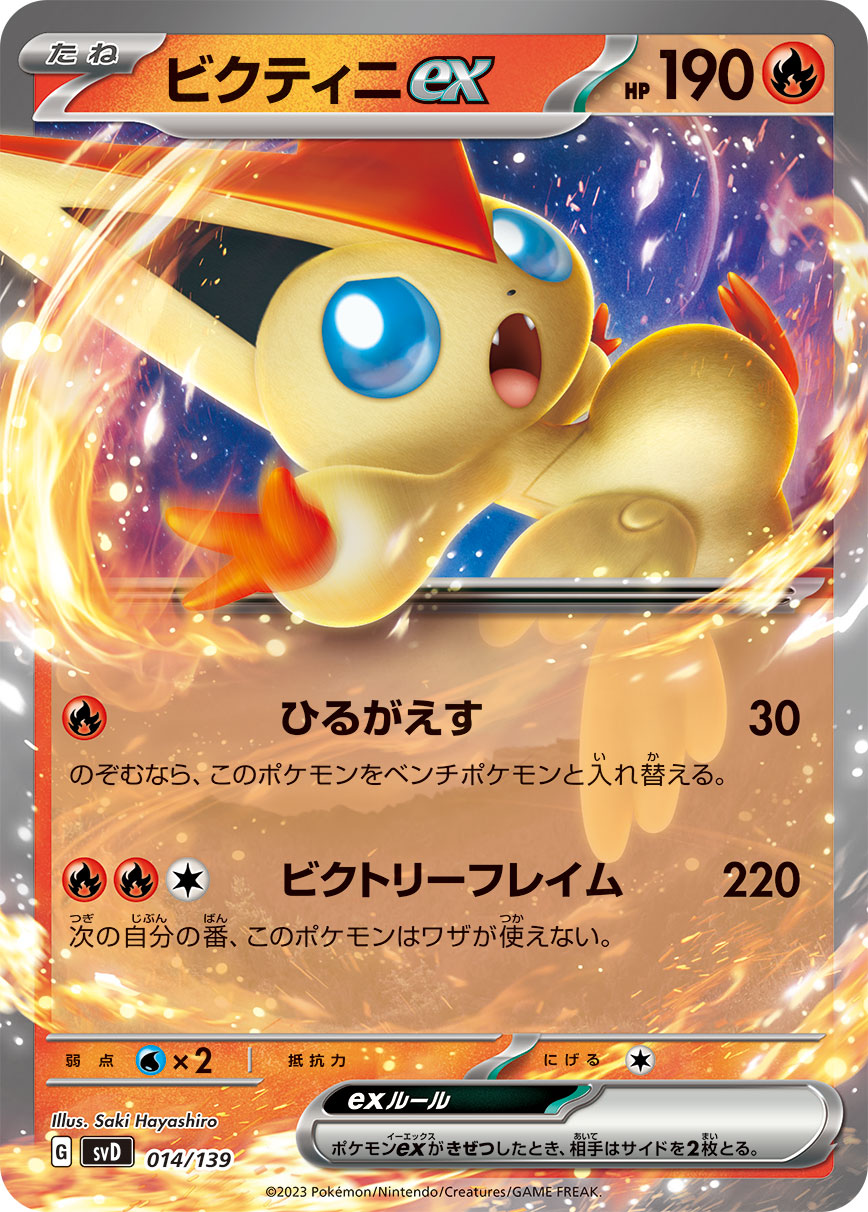 たね ビクティニex HP 190
ひるがえす 30
のぞむなら、このポケモンをベンチポケモンと入れ替える。
ビクトリーフレイム 220
次の自分の番、このポケモンはワザが使えない。
弱点 ×2 抵抗力 にげる
exルール
ポケモンexがきぜつしたとき、相手はサイドを2枚とる。
Illus. Saki Hayashiro
G svD 014/139
©2023 Pokémon/Nintendo/Creatures/GAME FREAK.